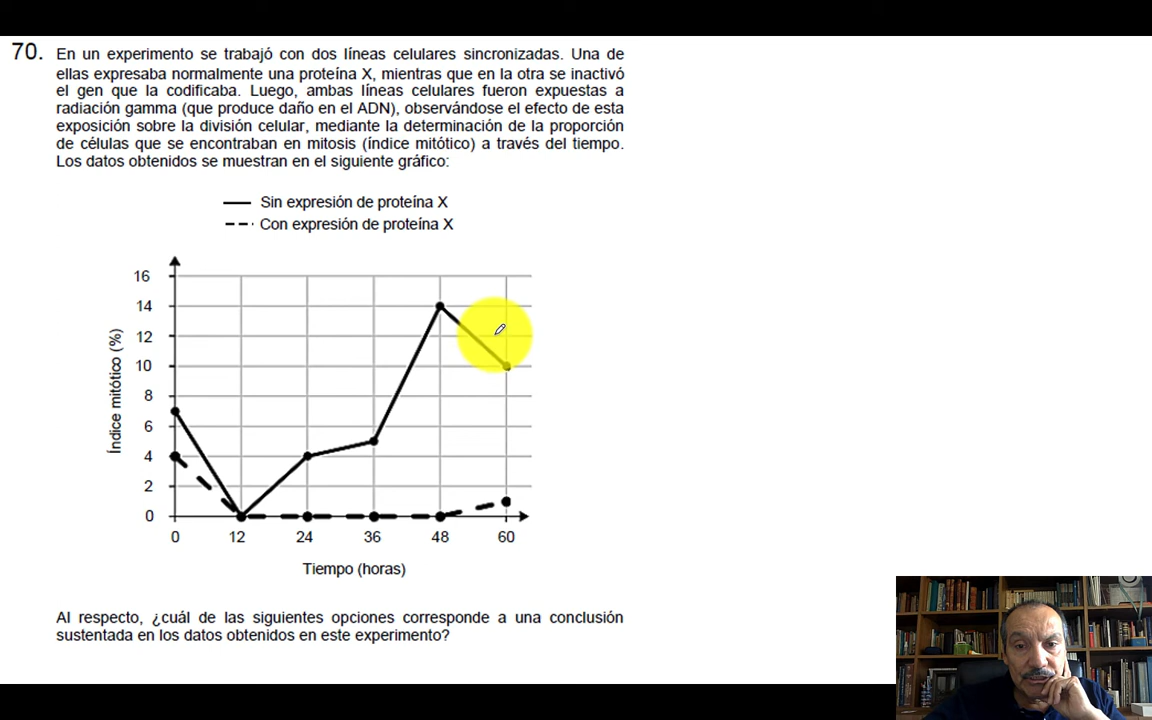 70. En un experimento se trabajó con dos líneas celulares sincronizadas. Una de
ellas expresaba normalmente una proteína X, mientras que en la otra se inactivó
el gen que la codificaba. Luego, ambas líneas celulares fueron expuestas a
radiación gamma (que produce daño en el ADN), observándose el efecto de esta
exposición sobre la división celular, mediante la determinación de la proporción
de células que se encontraban en mitosis (índice mitótico) a través del tiempo.
Los datos obtenidos se muestran en el siguiente gráfico:
Sin expresión de proteína X
Con expresión de proteína X
16
14
12
10
8
6
4
2
0
Índice mitótico (%)
0 12 24 36 48 60
Tiempo (horas)
Al respecto, ¿cuál de las siguientes opciones corresponde a una conclusión
sustentada en los datos obtenidos en este experimento?